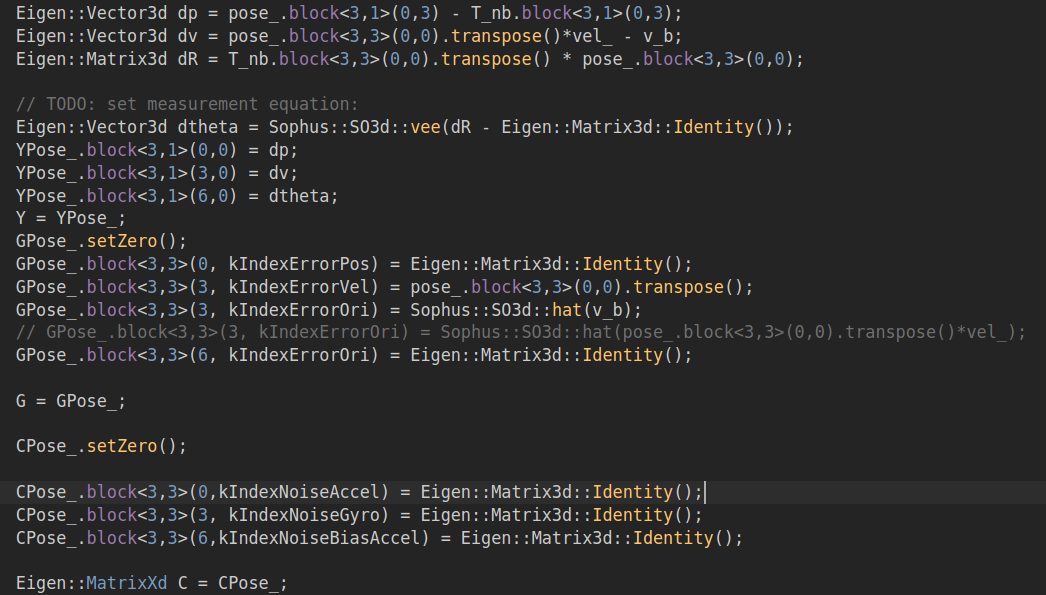 Eigen::Vector3d dp = pose_.block<3,1>(0,3) - T_nb.block<3,1>(0,3);
Eigen::Vector3d dv = pose_.block<3,3>(0,0).transpose()*vel_ - v_b;
Eigen::Matrix3d dR = T_nb.block<3,3>(0,0).transpose() * pose_.block<3,3>(0,0);
// TODO: set measurement equation:
Eigen::Vector3d dtheta = Sophus::SO3d::vee(dR - Eigen::Matrix3d::Identity());
YPose_.block<3,1>(0,0) = dp;
YPose_.block<3,1>(3,0) = dv;
YPose_.block<3,1>(6,0) = dtheta;
Y = YPose_;
GPose_.setZero();
GPose_.block<3,3>(0, kIndexErrorPos) = Eigen::Matrix3d::Identity();
GPose_.block<3,3>(3, kIndexErrorVel) = pose_.block<3,3>(0,0).transpose();
GPose_.block<3,3>(3, kIndexErrorOri) = Sophus::SO3d::hat(v_b);
// GPose_.block<3,3>(3, kIndexErrorOri) = Sophus::SO3d::hat(pose_.block<3,3>(0,0).transpose()*vel_);
GPose_.block<3,3>(6, kIndexErrorOri) = Eigen::Matrix3d::Identity();
G = GPose_;
CPose_.setZero();
CPose_.block<3,3>(0,kIndexNoiseAccel) = Eigen::Matrix3d::Identity();
CPose_.block<3,3>(3, kIndexNoiseGyro) = Eigen::Matrix3d::Identity();
CPose_.block<3,3>(6,kIndexNoiseBiasAccel) = Eigen::Matrix3d::Identity();
Eigen::MatrixXd C = CPose_;